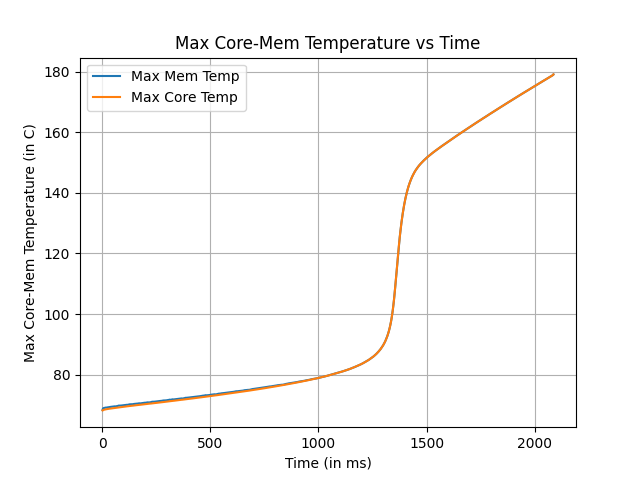 Max Core-Mem Temperature vs Time
Max Mem Temp
Max Core Temp
Max Core-Mem Temperature (in C)
180
160
140
120
100
80
0 500 1000 1500 2000
Time (in ms)